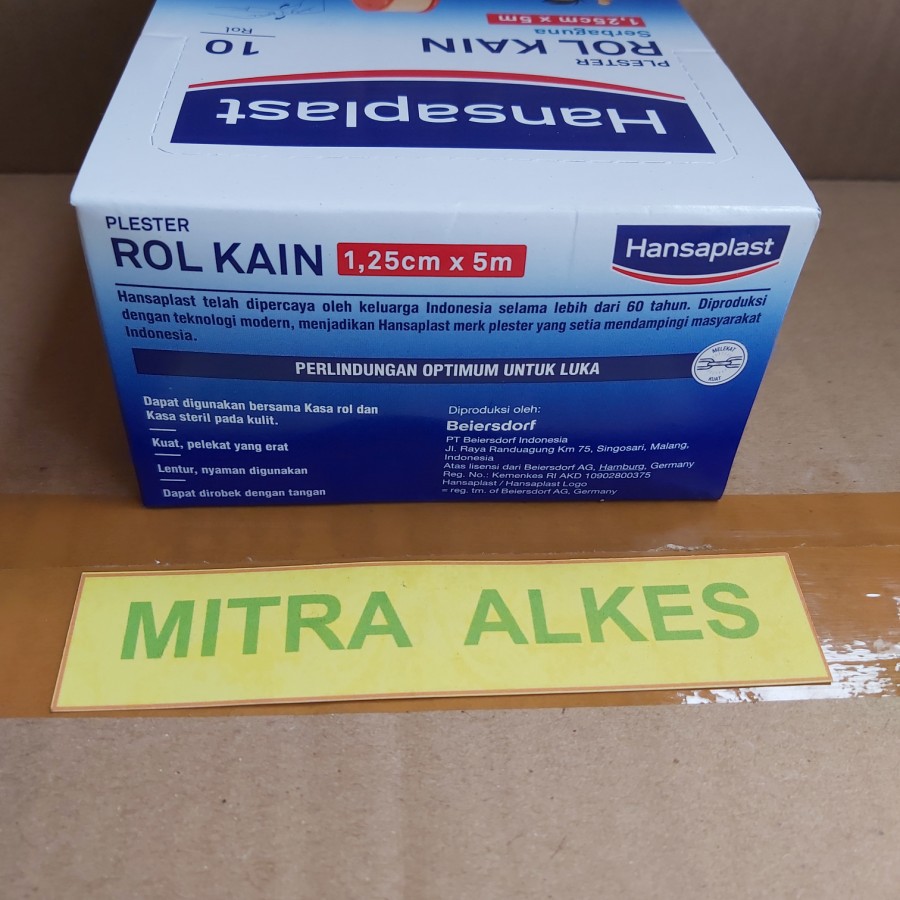 1,25cm x 5m
Serbaguna
ROL KAIN
PLESTER
10
Rol
Hansaplast
PLESTER
ROL KAIN 1,25cm x 5m
Hansaplast
Hansaplast telah dipercaya oleh keluarga Indonesia selama lebih dari 60 tahun. Diproduksi
dengan teknologi modern, menjadikan Hansaplast merk plester yang setia mendampingi masyarakat
Indonesia.
PERLINDUNGAN OPTIMUM UNTUK LUKA
MELEKAT
KUAT
Dapat digunakan bersama Kasa rol dan
Kasa steril pada kulit.
Kuat, pelekat yang erat
Lentur, nyaman digunakan
Dapat dirobek dengan tangan
Diproduksi oleh:
Beiersdorf
PT Beiersdorf Indonesia
Jl. Raya Randuagung Km 75, Singosari, Malang,
Indonesia
Atas lisensi dari Beiersdorf AG, Hamburg, Germany
Reg. No.: Kemenkes RI AKD 10902800375
Hansaplast / Hansaplast Logo
= reg. tm. of Beiersdorf AG, Germany
MITRA ALKES